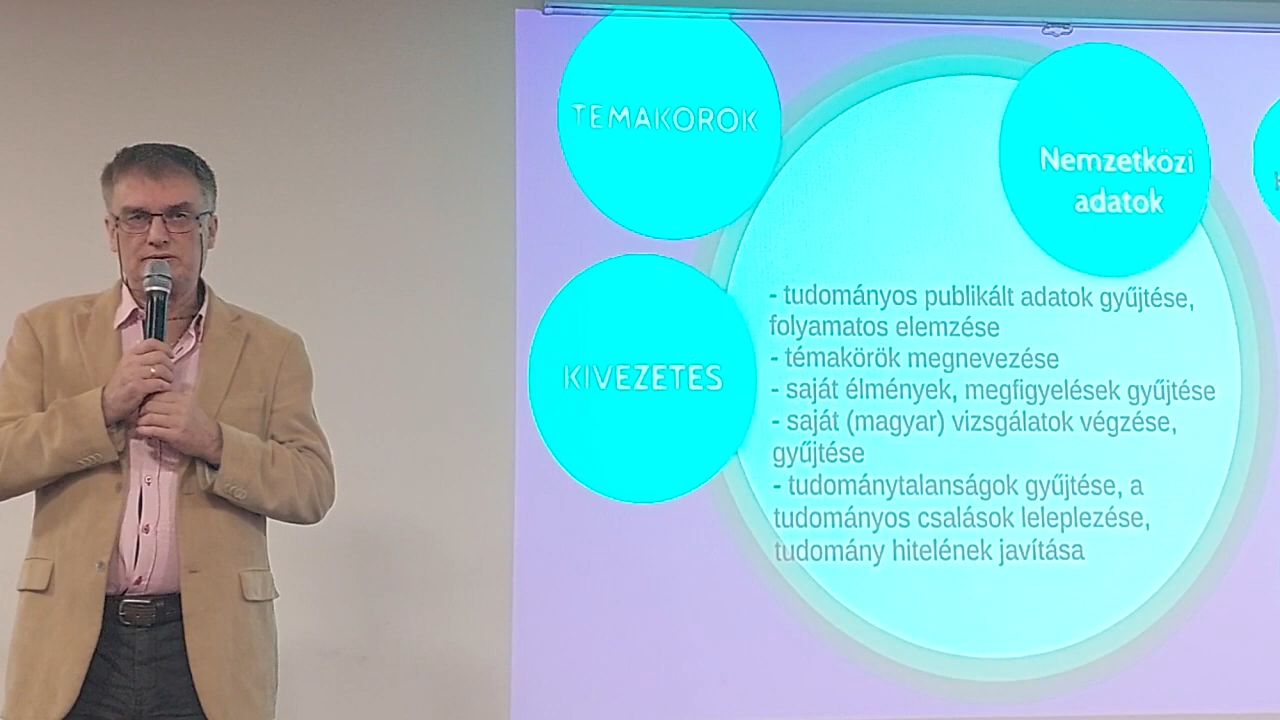 TEMAKOROK
Nemzetközi
adatok
KIVEZETES
- tudományos publikált adatok gyűjtése,
folyamatos elemzése
- témakörök megnevezése
- saját élmények, megfigyelések gyűjtése
- saját (magyar) vizsgálatok végzése,
gyűjtése
- tudománytalanságok gyűjtése, a
tudományos csalások leleplezése,
tudomány hitelének javítása